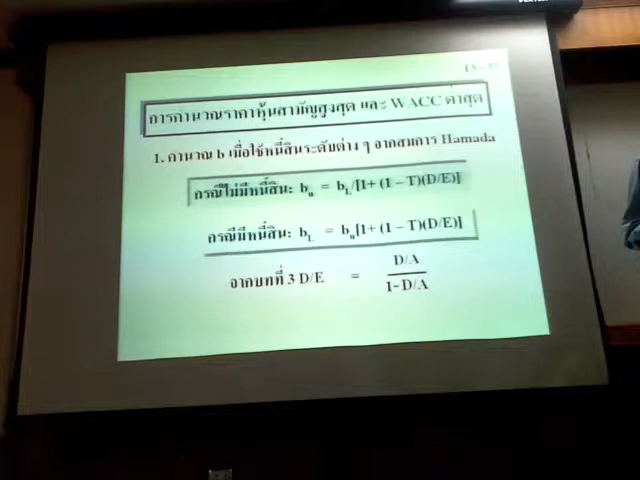 การคำนวณราคาหุ้นสามัญสูงสุด และ WACC ต่ำสุด
1. คำนวณ b เมื่อใช้หนี้สินระดับต่าง ๆ จากสมการ Hamada
กรณีไม่มีหนี้สิน: bᵤ = b_L/[1+ (1 – T)(D/E)]
กรณีมีหนี้สิน: b_L = bᵤ[1+ (1 – T)(D/E)]
จากบทที่ 3 D/E = D/A
1- D/A